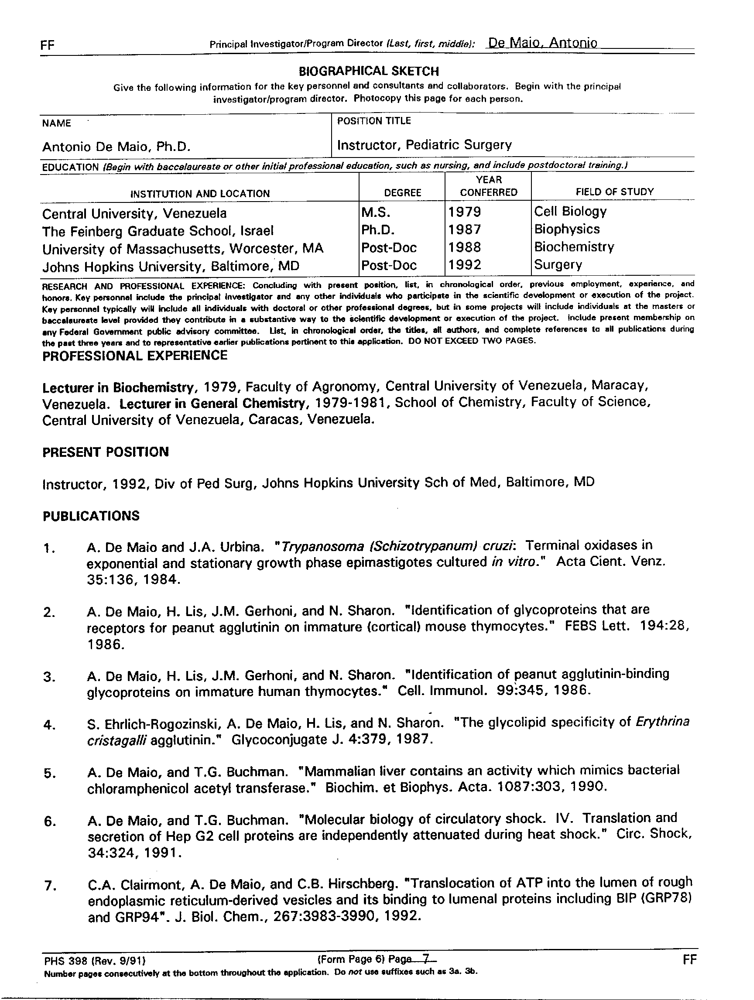 FF
Principal Investigator/Program Director (Last, first, middle): De Maio, Antonio
BIOGRAPHICAL SKETCH
Give the following information for the key personnel and consultants and collaborators. Begin with the principal
investigator/program director. Photocopy this page for each person.
NAME
POSITION TITLE
Antonio De Maio, Ph.D.
Instructor, Pediatric Surgery
EDUCATION (Begin with baccalaureate or other initial professional education, such as nursing, and include postdoctoral training.)
INSTITUTION AND LOCATION DEGREE YEAR CONFERRED FIELD OF STUDY
Central University, Venezuela M.S. 1979 Cell Biology
The Feinberg Graduate School, Israel Ph.D. 1987 Biophysics
University of Massachusetts, Worcester, MA Post-Doc 1988 Biochemistry
Johns Hopkins University, Baltimore, MD Post-Doc 1992 Surgery
RESEARCH AND PROFESSIONAL EXPERIENCE: Concluding with present position, list, in chronological order, previous employment, experience, and
honors. Key personnel include the principal investigator and any other individuals who participate in the scientific development or execution of the project.
Key personnel typically will include all individuals with doctoral or other professional degrees, but in some projects will include individuals at the masters or
baccalaureate level provided they contribute in a substantive way to the scientific development or execution of the project. Include present membership on
any Federal Government public advisory committee. List, in chronological order, the titles, all authors, and complete references to all publications during
the past three years and to representative earlier publications pertinent to this application. DO NOT EXCEED TWO PAGES.
PROFESSIONAL EXPERIENCE
Lecturer in Biochemistry, 1979, Faculty of Agronomy, Central University of Venezuela, Maracay,
Venezuela. Lecturer in General Chemistry, 1979-1981, School of Chemistry, Faculty of Science,
Central University of Venezuela, Caracas, Venezuela.
PRESENT POSITION
Instructor, 1992, Div of Ped Surg, Johns Hopkins University Sch of Med, Baltimore, MD
PUBLICATIONS
1. A. De Maio and J.A. Urbina. "Trypanosoma (Schizotrypanum) cruzi: Terminal oxidases in
exponential and stationary growth phase epimastigotes cultured in vitro." Acta Cient. Venz.
35:136, 1984.
2. A. De Maio, H. Lis, J.M. Gerhoni, and N. Sharon. "Identification of glycoproteins that are
receptors for peanut agglutinin on immature (cortical) mouse thymocytes." FEBS Lett. 194:28,
1986.
3. A. De Maio, H. Lis, J.M. Gerhoni, and N. Sharon. "Identification of peanut agglutinin-binding
glycoproteins on immature human thymocytes." Cell. Immunol. 99:345, 1986.
4. S. Ehrlich-Rogozinski, A. De Maio, H. Lis, and N. Sharon. "The glycolipid specificity of Erythrina
cristagalli agglutinin." Glycoconjugate J. 4:379, 1987.
5. A. De Maio, and T.G. Buchman. "Mammalian liver contains an activity which mimics bacterial
chloramphenicol acetyl transferase." Biochim. et Biophys. Acta. 1087:303, 1990.
6. A. De Maio, and T.G. Buchman. "Molecular biology of circulatory shock. IV. Translation and
secretion of Hep G2 cell proteins are independently attenuated during heat shock." Circ. Shock,
34:324, 1991.
7. C.A. Clairmont, A. De Maio, and C.B. Hirschberg. "Translocation of ATP into the lumen of rough
endoplasmic reticulum-derived vesicles and its binding to lumenal proteins including BIP (GRP78)
and GRP94". J. Biol. Chem., 267:3983-3990, 1992.
PHS 398 (Rev. 9/91) (Form Page 6) Page 7 FF
Number pages consecutively at the bottom throughout the application. Do not use suffixes such as 3a, 3b.